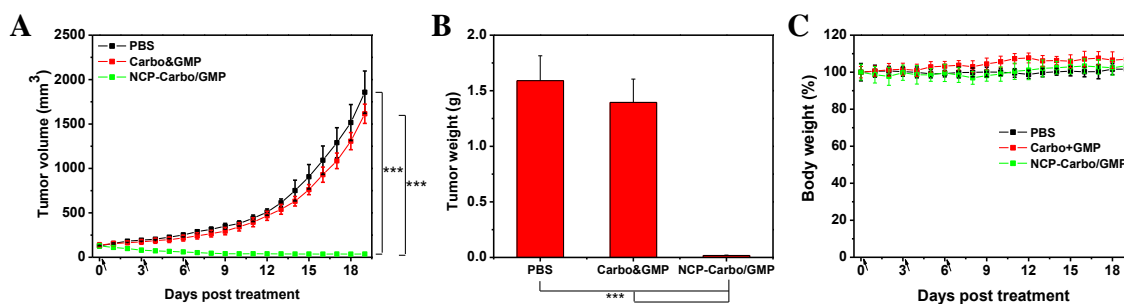 A
Tumor volume (mm3)
2500
2000
1500
1000
500
0
0 3 6 9 12 15 18
Days post treatment
PBS
Carbo&GMP
NCP-Carbo/GMP
***
***
B
Tumor weight (g)
2.0
1.5
1.0
0.5
0.0
PBS Carbo&GMP NCP-Carbo/GMP
***
C
Body weight (%)
120
100
80
60
40
20
0
0 3 6 9 12 15 18
Days post treatment
PBS
Carbo+GMP
NCP-Carbo/GMP